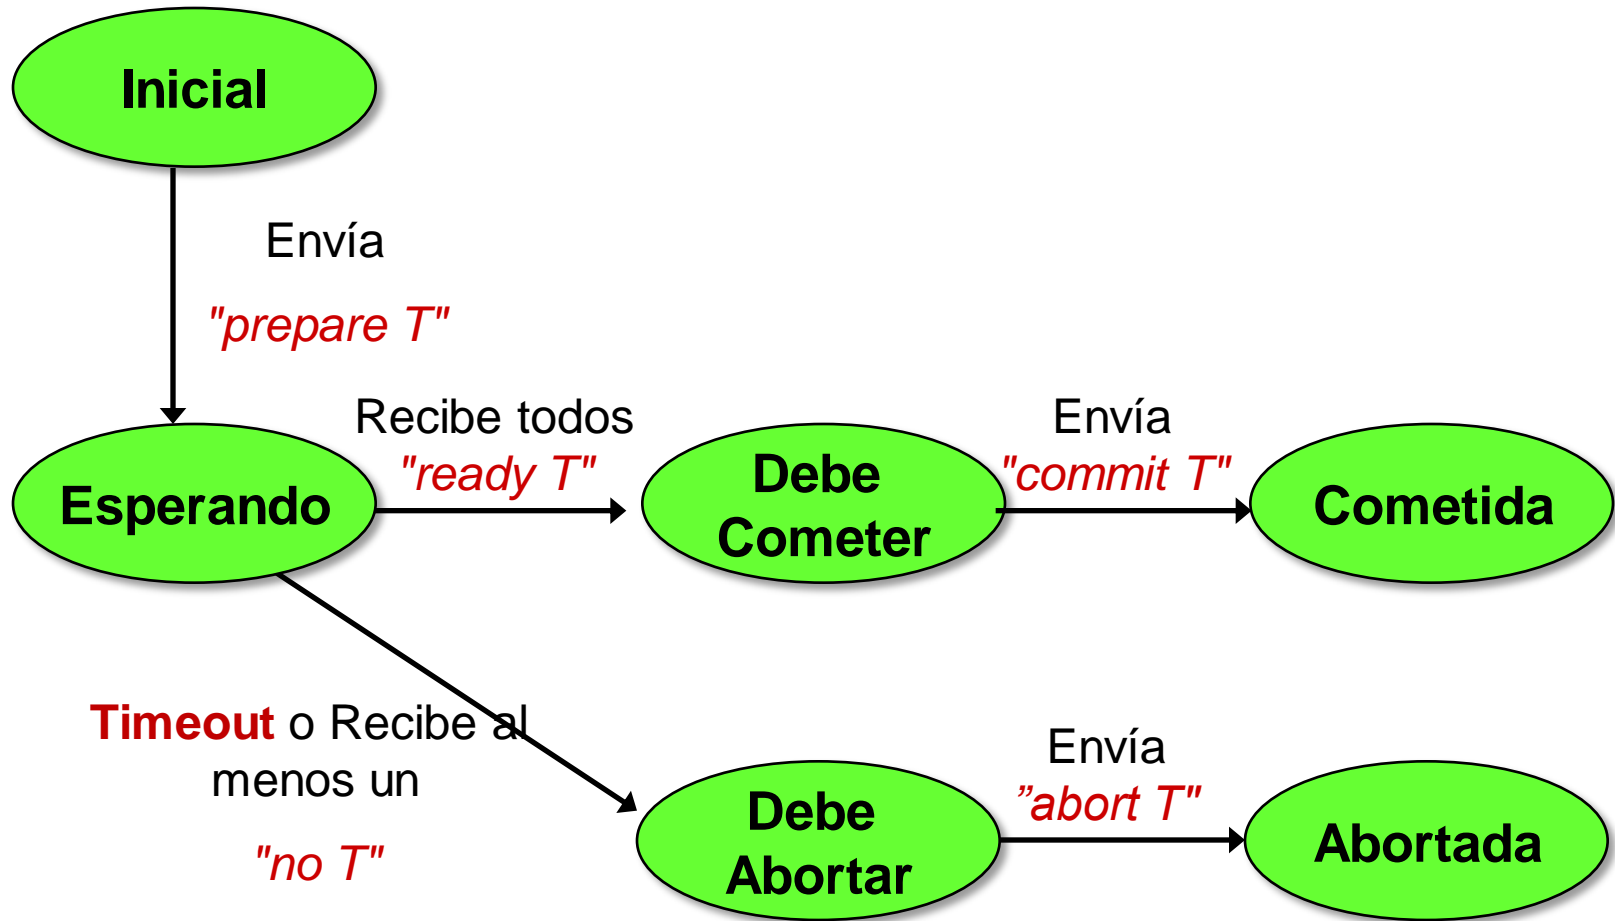 Inicial
Envía
"prepare T"
Recibe todos
"ready T"
Envía
"commit T"
Esperando
Debe
Cometer
Cometida
Timeout o Recibe al
menos un
"no T"
Envía
”abort T"
Debe
Abortar
Abortada